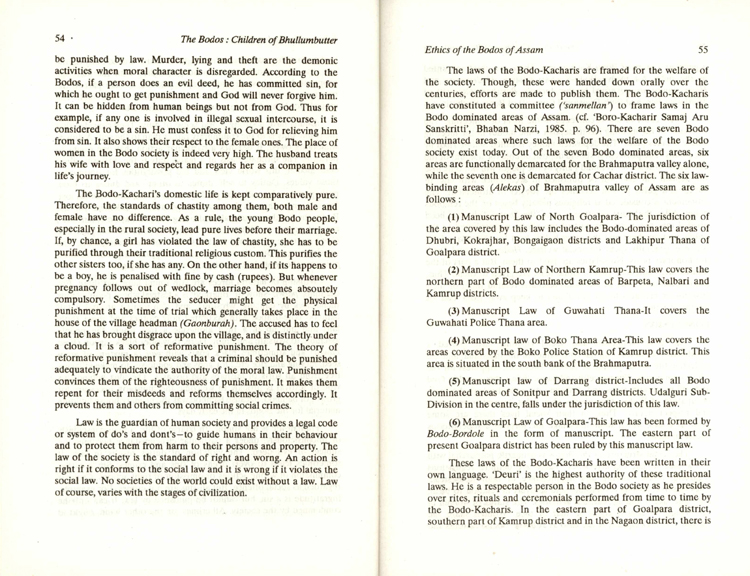 54 · The Bodos : Children of Bhullumbutter
be punished by law. Murder, lying and theft are the demonic
activities when moral character is disregarded. According to the
Bodos, if a person does an evil deed, he has committed sin, for
which he ought to get punishment and God will never forgive him.
It can be hidden from human beings but not from God. Thus for
example, if any one is involved in illegal sexual intercourse, it is
considered to be a sin. He must confess it to God for relieving him
from sin. It also shows their respect to the female ones. The place of
women in the Bodo society is indeed very high. The husband treats
his wife with love and respect and regards her as a companion in
life's journey.
The Bodo-Kachari's domestic life is kept comparatively pure.
Therefore, the standards of chastity among them, both male and
female have no difference. As a rule, the young Bodo people,
especially in the rural society, lead pure lives before their marriage.
If, by chance, a girl has violated the law of chastity, she has to be
purified through their traditional religious custom. This purifies the
other sisters too, if she has any. On the other hand, if its happens to
be a boy, he is penalised with fine by cash (rupees). But whenever
pregnancy follows out of wedlock, marriage becomes absoutely
compulsory. Sometimes the seducer might get the physical
punishment at the time of trial which generally takes place in the
house of the village headman (Gaonburah). The accused has to feel
that he has brought disgrace upon the village, and is distinctly under
a cloud. It is a sort of reformative punishment. The theory of
reformative punishment reveals that a criminal should be punished
adequately to vindicate the authority of the moral law. Punishment
convinces them of the righteousness of punishment. It makes them
repent for their misdeeds and reforms themselves accordingly. It
prevents them and others from committing social crimes.
Law is the guardian of human society and provides a legal code
or system of do's and dont's—to guide humans in their behaviour
and to protect them from harm to their persons and property. The
law of the society is the standard of right and worng. An action is
right if it conforms to the social law and it is wrong if it violates the
social law. No societies of the world could exist without a law. Law
of course, varies with the stages of civilization.
Ethics of the Bodos of Assam 55
The laws of the Bodo-Kacharis are framed for the welfare of
the society. Though, these were handed down orally over the
centuries, efforts are made to publish them. The Bodo-Kacharis
have constituted a committee ('sanmellan') to frame laws in the
Bodo dominated areas of Assam. (cf. 'Boro-Kacharir Samaj Aru
Sanskritti', Bhaban Narzi, 1985. p. 96). There are seven Bodo
dominated areas where such laws for the welfare of the Bodo
society exist today. Out of the seven Bodo dominated areas, six
areas are functionally demarcated for the Brahmaputra valley alone,
while the seventh one is demarcated for Cachar district. The six law-
binding areas (Alekas) of Brahmaputra valley of Assam are as
follows :
(1) Manuscript Law of North Goalpara- The jurisdiction of
the area covered by this law includes the Bodo-dominated areas of
Dhubri, Kokrajhar, Bongaigaon districts and Lakhipur Thana of
Goalpara district.
(2) Manuscript Law of Northern Kamrup-This law covers the
northern part of Bodo dominated areas of Barpeta, Nalbari and
Kamrup districts.
(3) Manuscript Law of Guwahati Thana-It covers the
Guwahati Police Thana area.
(4) Manuscript law of Boko Thana Area-This law covers the
areas covered by the Boko Police Station of Kamrup district. This
area is situated in the south bank of the Brahmaputra.
(5) Manuscript law of Darrang district-Includes all Bodo
dominated areas of Sonitpur and Darrang districts. Udalguri Sub-
Division in the centre, falls under the jurisdiction of this law.
(6) Manuscript Law of Goalpara-This law has been formed by
Bodo-Bordole in the form of manuscript. The eastern part of
present Goalpara district has been ruled by this manuscript law.
These laws of the Bodo-Kacharis have been written in their
own language. 'Deuri' is the highest authority of these traditional
laws. He is a respectable person in the Bodo society as he presides
over rites, rituals and ceremonials performed from time to time by
the Bodo-Kacharis. In the eastern part of Goalpara district,
southern part of Kamrup district and in the Nagaon district, there is